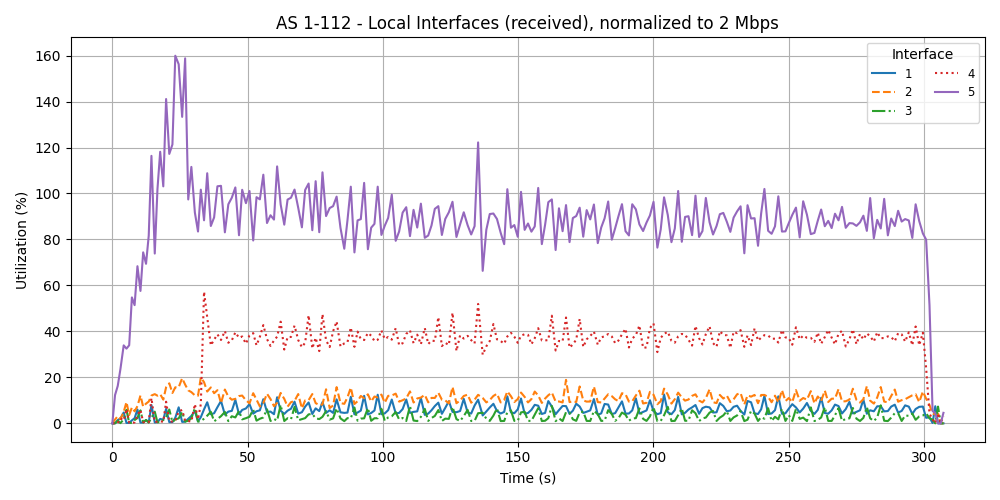 AS 1-112 - Local Interfaces (received), normalized to 2 Mbps
Utilization (%)
160
140
120
100
80
60
40
20
0
0 50 100 150 200 250 300
Time (s)
Interface
1 4
2 5
3